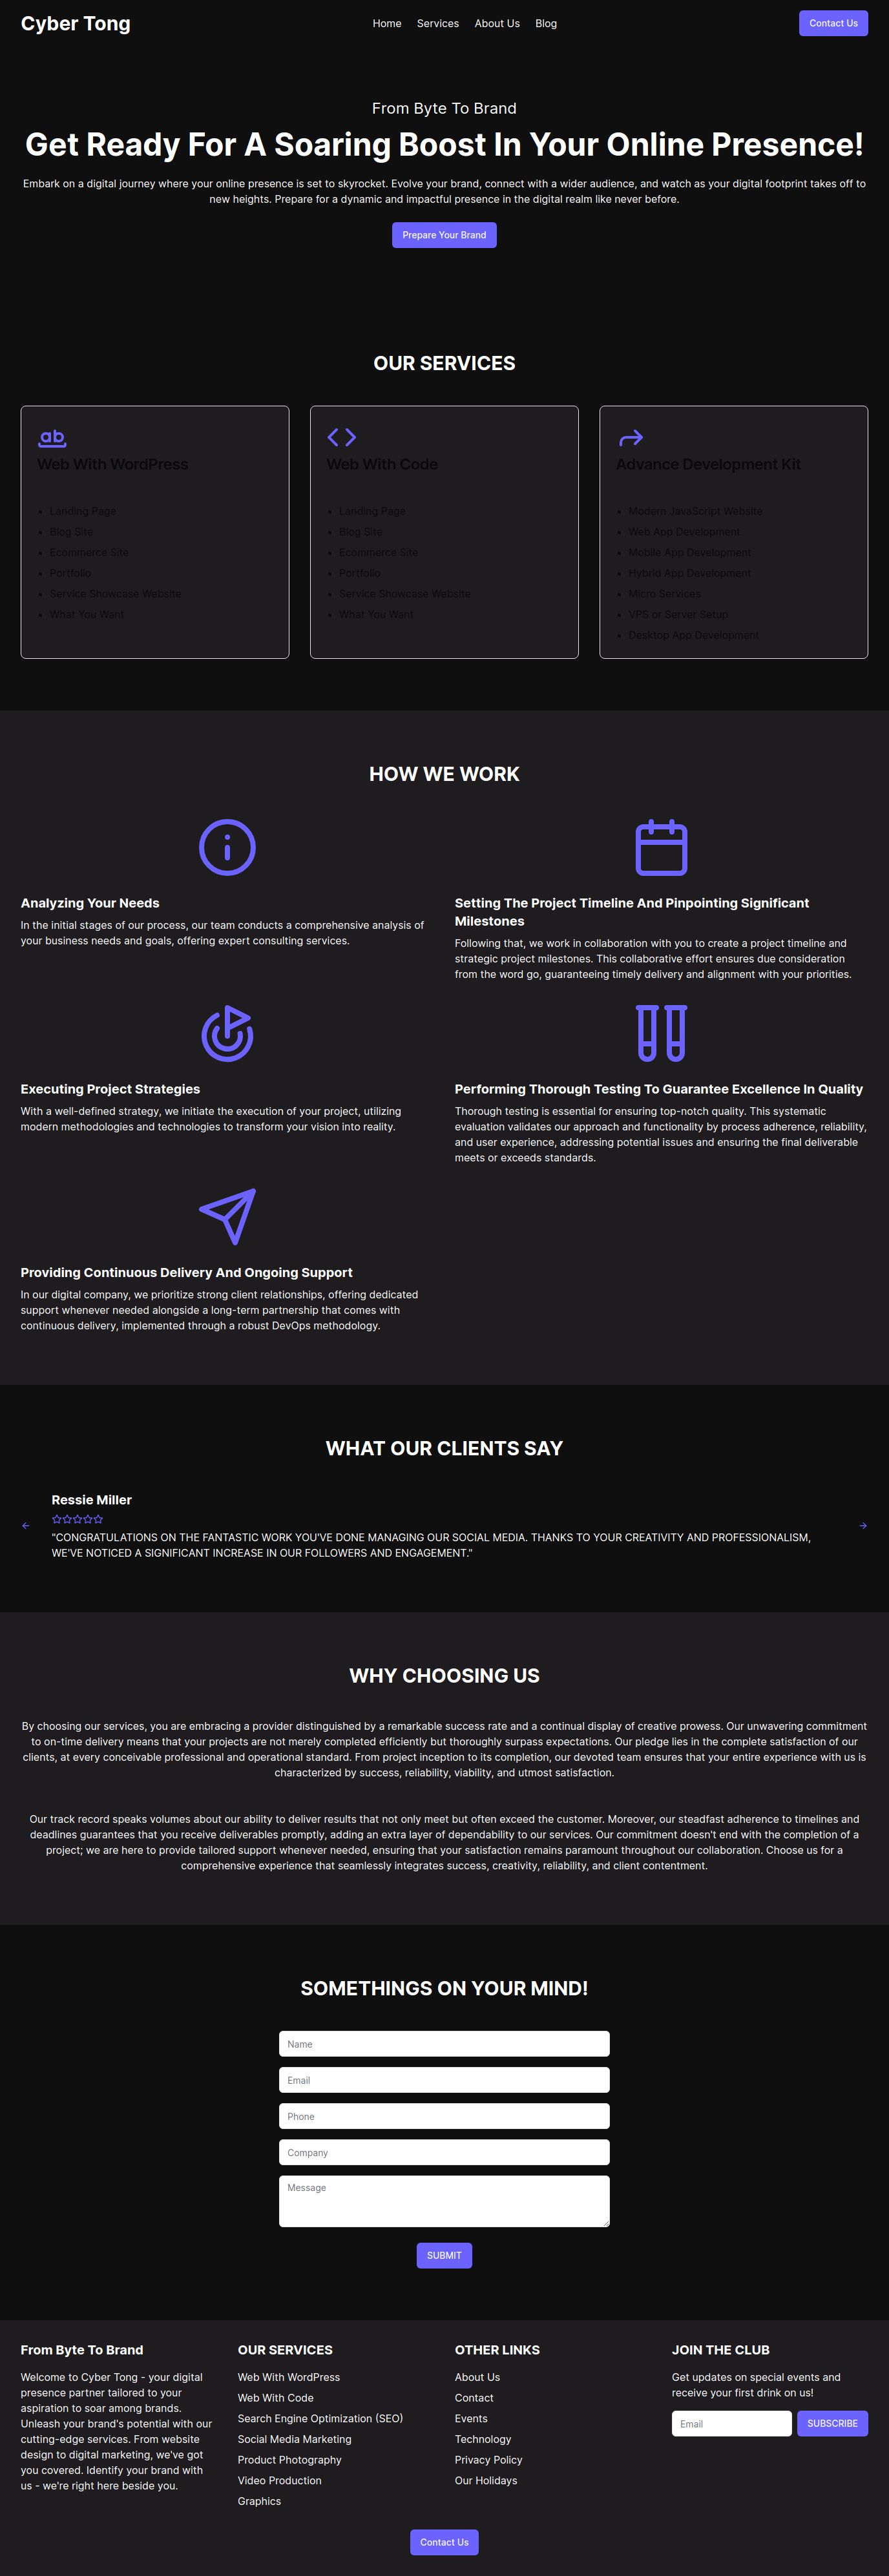 Cyber Tong
Home Services About Us Blog
Contact Us
From Byte To Brand
Get Ready For A Soaring Boost In Your Online Presence!
Embark on a digital journey where your online presence is set to skyrocket. Evolve your brand, connect with a wider audience, and watch as your digital footprint takes off to
new heights. Prepare for a dynamic and impactful presence in the digital realm like never before.
Prepare Your Brand
OUR SERVICES
ab
Web With WordPress
Landing Page
Blog Site
Ecommerce Site
Portfolio
Service Showcase Website
What You Want
Web With Code
Landing Page
Blog Site
Ecommerce Site
Portfolio
Service Showcase Website
What You Want
Advance Development Kit
Modern JavaScript Website
Web App Development
Mobile App Development
Hybrid App Development
Micro Services
VPS or Server Setup
Desktop App Development
HOW WE WORK
Analyzing Your Needs
In the initial stages of our process, our team conducts a comprehensive analysis of
your business needs and goals, offering expert consulting services.
Setting The Project Timeline And Pinpointing Significant
Milestones
Following that, we work in collaboration with you to create a project timeline and
strategic project milestones. This collaborative effort ensures due consideration
from the word go, guaranteeing timely delivery and alignment with your priorities.
Executing Project Strategies
With a well-defined strategy, we initiate the execution of your project, utilizing
modern methodologies and technologies to transform your vision into reality.
Performing Thorough Testing To Guarantee Excellence In Quality
Thorough testing is essential for ensuring top-notch quality. This systematic
evaluation validates our approach and functionality by process adherence, reliability,
and user experience, addressing potential issues and ensuring the final deliverable
meets or exceeds standards.
Providing Continuous Delivery And Ongoing Support
In our digital company, we prioritize strong client relationships, offering dedicated
support whenever needed alongside a long-term partnership that comes with
continuous delivery, implemented through a robust DevOps methodology.
WHAT OUR CLIENTS SAY
Ressie Miller
"CONGRATULATIONS ON THE FANTASTIC WORK YOU'VE DONE MANAGING OUR SOCIAL MEDIA. THANKS TO YOUR CREATIVITY AND PROFESSIONALISM,
WE'VE NOTICED A SIGNIFICANT INCREASE IN OUR FOLLOWERS AND ENGAGEMENT."
WHY CHOOSING US
By choosing our services, you are embracing a provider distinguished by a remarkable success rate and a continual display of creative prowess. Our unwavering commitment
to on-time delivery means that your projects are not merely completed efficiently but thoroughly surpass expectations. Our pledge lies in the complete satisfaction of our
clients, at every conceivable professional and operational standard. From project inception to its completion, our devoted team ensures that your entire experience with us is
characterized by success, reliability, viability, and utmost satisfaction.
Our track record speaks volumes about our ability to deliver results that not only meet but often exceed the customer. Moreover, our steadfast adherence to timelines and
deadlines guarantees that you receive deliverables promptly, adding an extra layer of dependability to our services. Our commitment doesn't end with the completion of a
project; we are here to provide tailored support whenever needed, ensuring that your satisfaction remains paramount throughout our collaboration. Choose us for a
comprehensive experience that seamlessly integrates success, creativity, reliability, and client contentment.
SOMETHINGS ON YOUR MIND!
Name
Email
Phone
Company
Message
SUBMIT
From Byte To Brand
Welcome to Cyber Tong - your digital
presence partner tailored to your
aspiration to soar among brands.
Unleash your brand's potential with our
cutting-edge services. From website
design to digital marketing, we've got
you covered. Identify your brand with
us - we're right here beside you.
OUR SERVICES
Web With WordPress
Web With Code
Search Engine Optimization (SEO)
Social Media Marketing
Product Photography
Video Production
Graphics
OTHER LINKS
About Us
Contact
Events
Technology
Privacy Policy
Our Holidays
JOIN THE CLUB
Get updates on special events and
receive your first drink on us!
Email
SUBSCRIBE
Contact Us